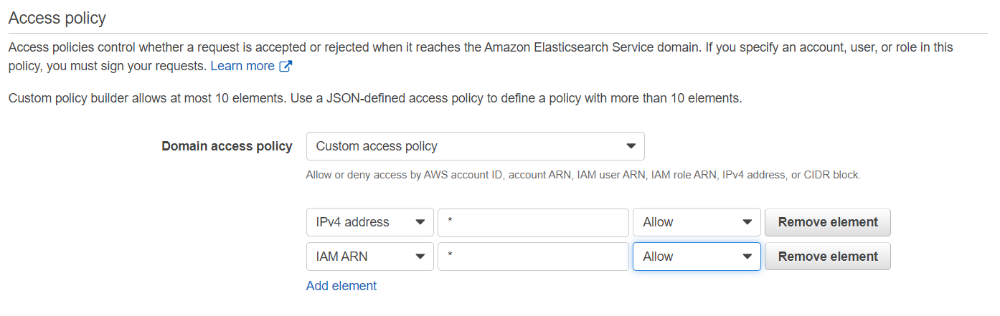 Access policy
Access policies control whether a request is accepted or rejected when it reaches the Amazon Elasticsearch Service domain. If you specify an account, user, or role in this
policy, you must sign your requests. Learn more
Custom policy builder allows at most 10 elements. Use a JSON-defined access policy to define a policy with more than 10 elements.
Domain access policy Custom access policy
Allow or deny access by AWS account ID, account ARN, IAM user ARN, IAM role ARN, IPv4 address, or CIDR block.
IPv4 address * Allow Remove element
IAM ARN * Allow Remove element
Add element